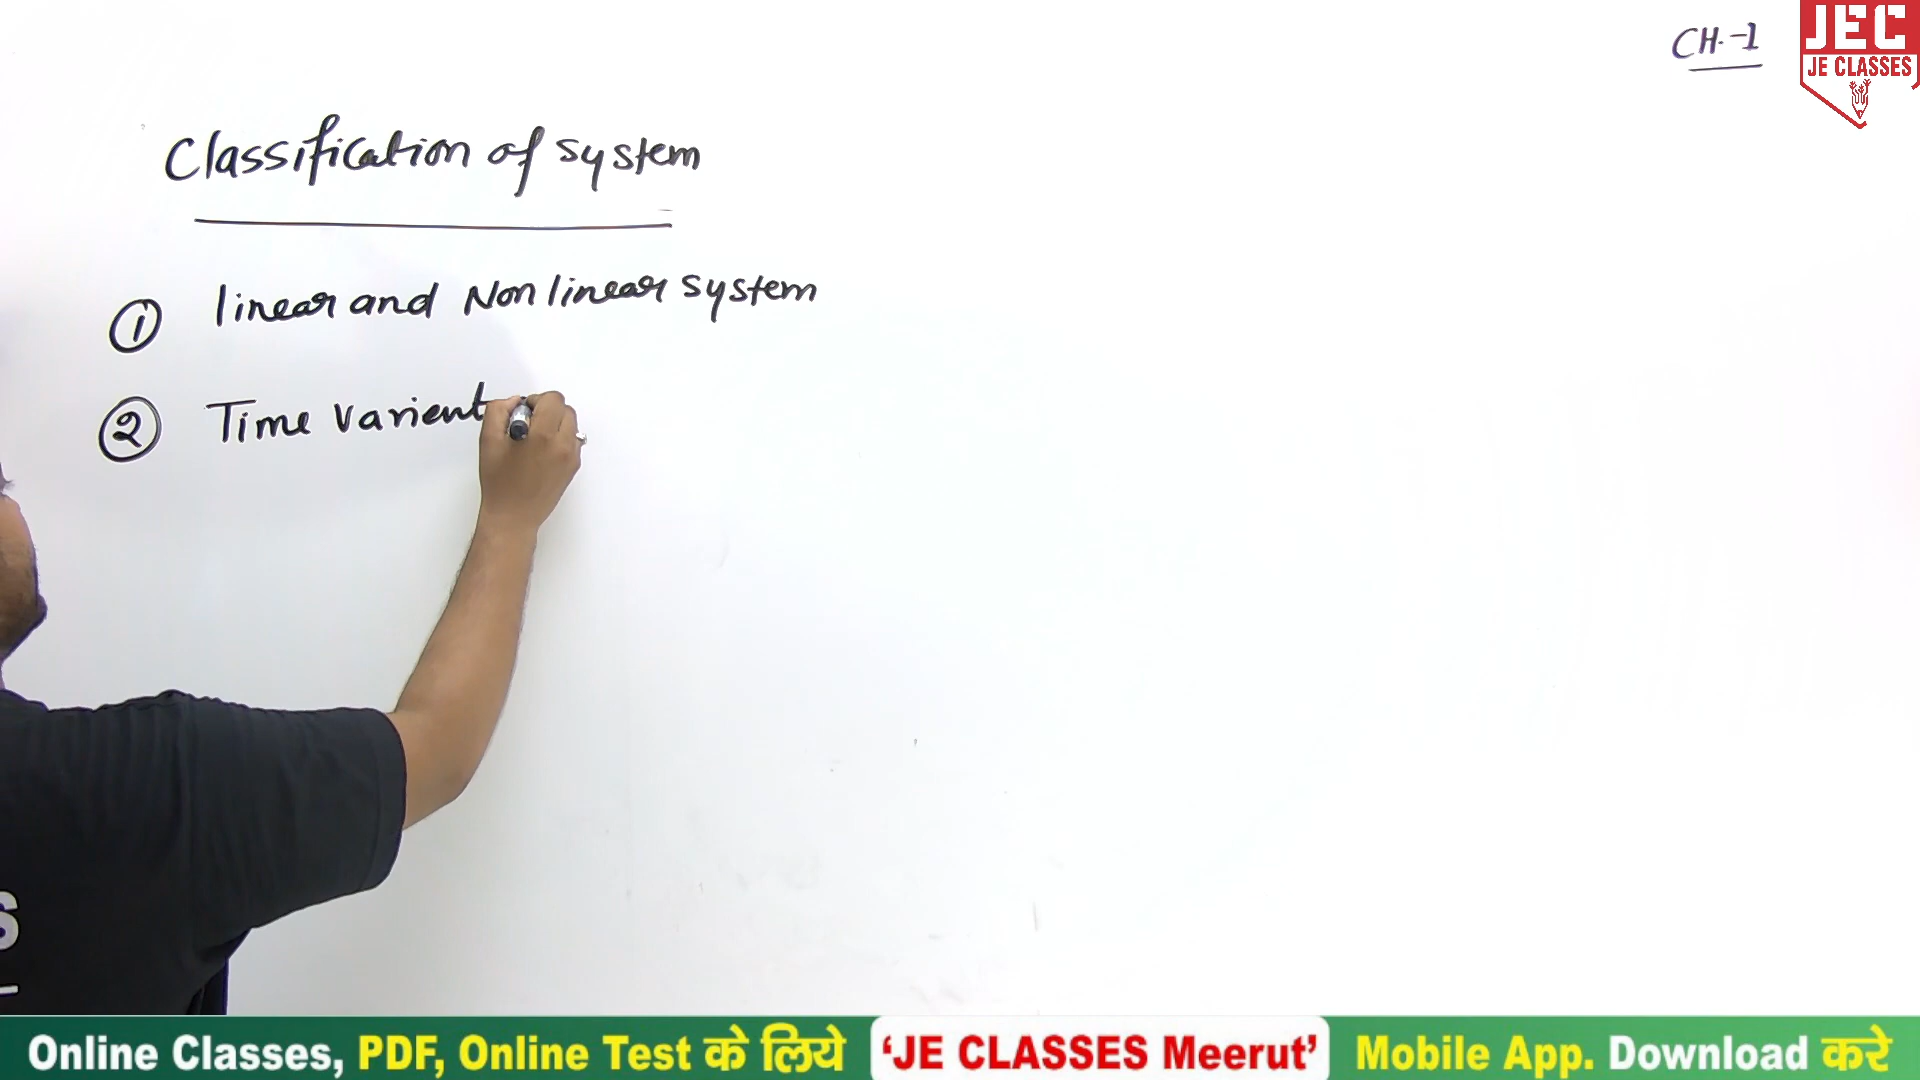 CH.-1
JEC
JE CLASSES
Classification of system
① linear and Non linear system
② Time varient
S
Online Classes, PDF, Online Test के लिये 'JE CLASSES Meerut' Mobile App. Download करे